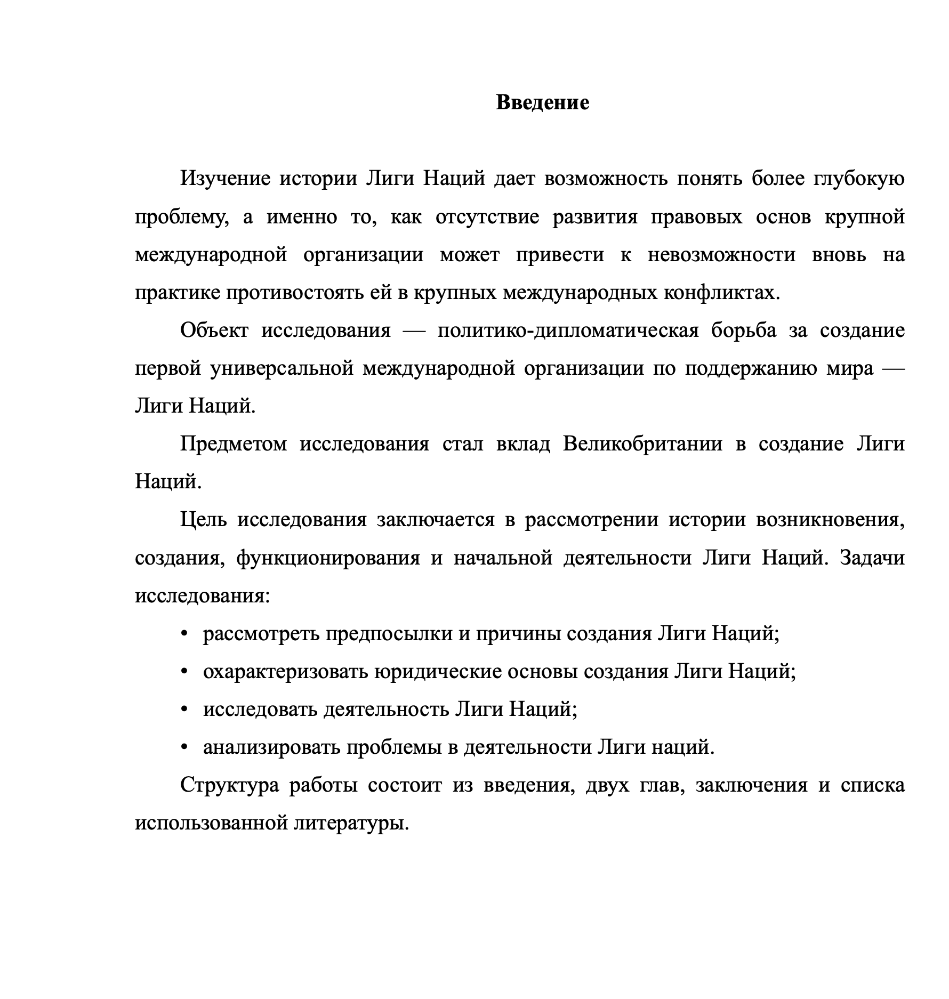 Введение
Изучение истории Лиги Наций дает возможность понять более глубокую
проблему, а именно то, как отсутствие развития правовых основ крупной
международной организации может привести к невозможности вновь на
практике противостоять ей в крупных международных конфликтах.
Объект исследования — политико-дипломатическая борьба за создание
первой универсальной международной организации по поддержанию мира —
Лиги Наций.
Предметом исследования стал вклад Великобритании в создание Лиги
Наций.
Цель исследования заключается в рассмотрении истории возникновения,
создания, функционирования и начальной деятельности Лиги Наций. Задачи
исследования:
• рассмотреть предпосылки и причины создания Лиги Наций;
• охарактеризовать юридические основы создания Лиги Наций;
• исследовать деятельность Лиги Наций;
• анализировать проблемы в деятельности Лиги наций.
Структура работы состоит из введения, двух глав, заключения и списка
использованной литературы.